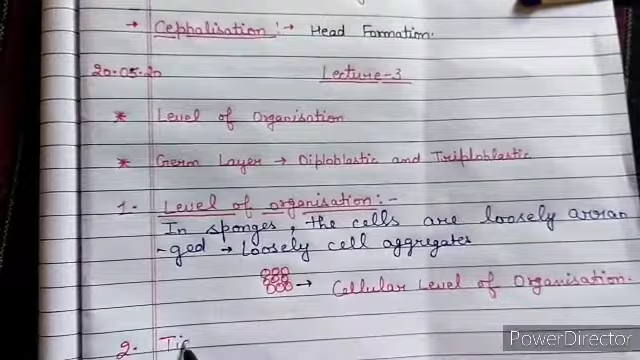 → Cephalisation :→ Head Formation.
20-05-20 Lecture-3
* Level of Organisation
* Germ Layer → Diploblastic and Triploblastic
1. Level of organisation:-
In sponges, the cells are loosely arran
-ged → Loosely cell aggregates
→ Cellular Level of Organisation.
2. Tis
PowerDirector